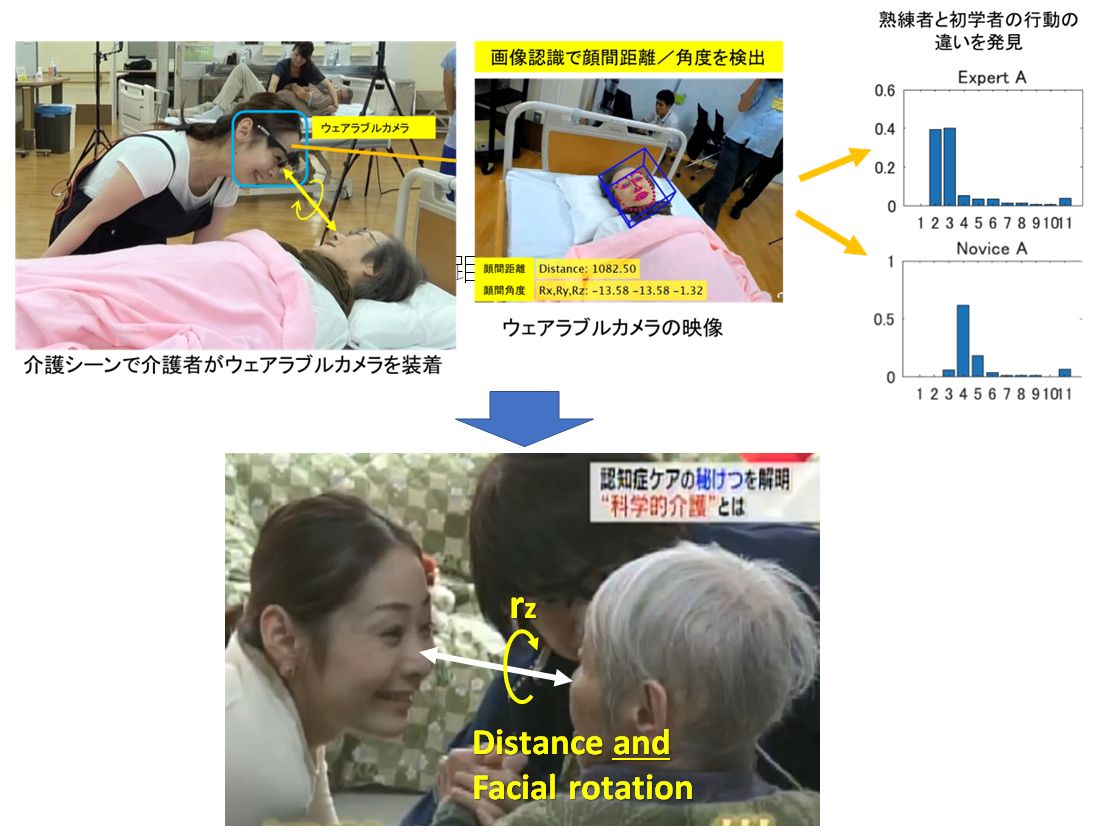 熟練者と初学者の行動の
違いを発見
画像認識で顔間距離／角度を検出
ウェアラブルカメラ
Expert A
0.6
0.4
0.2
0
1 2 3 4 5 6 7 8 9 10 11
Novice A
1
0.5
0
1 2 3 4 5 6 7 8 9 10 11
距
顔間距離 Distance: 1082.50
顔間角度 Rx,Ry,Rz: -13.58 -13.58 -1.32
ウェアラブルカメラの映像
介護シーンで介護者がウェアラブルカメラを装着
認知症ケアの秘けつを解明
“科学的介護”とは
rz
Distance and
Facial rotation